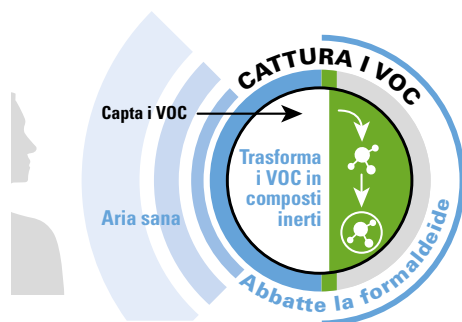 CATTURA I VOC
Capta i VOC
Trasforma
i VOC in
composti
inerti
Aria sana
Abbatte la formaldeide